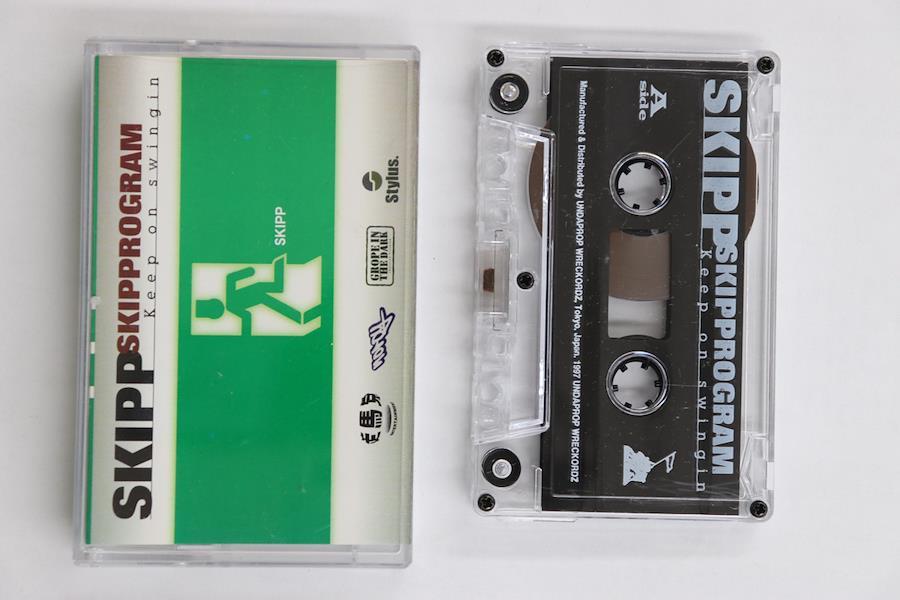 SKIPP
SKIPPROGRAM
Keep on swingin
SKIPP
Stylus.
GROPE IN
THE DARK
ENTERTAINMENT
A
side
SKIPP
SKIPPROGRAM
Keep on swingin
Manufactured & Distributed by UNDAPROP WRECKORDZ, Tokyo, Japan. 1997 UNDAPROP WRECKORDZ